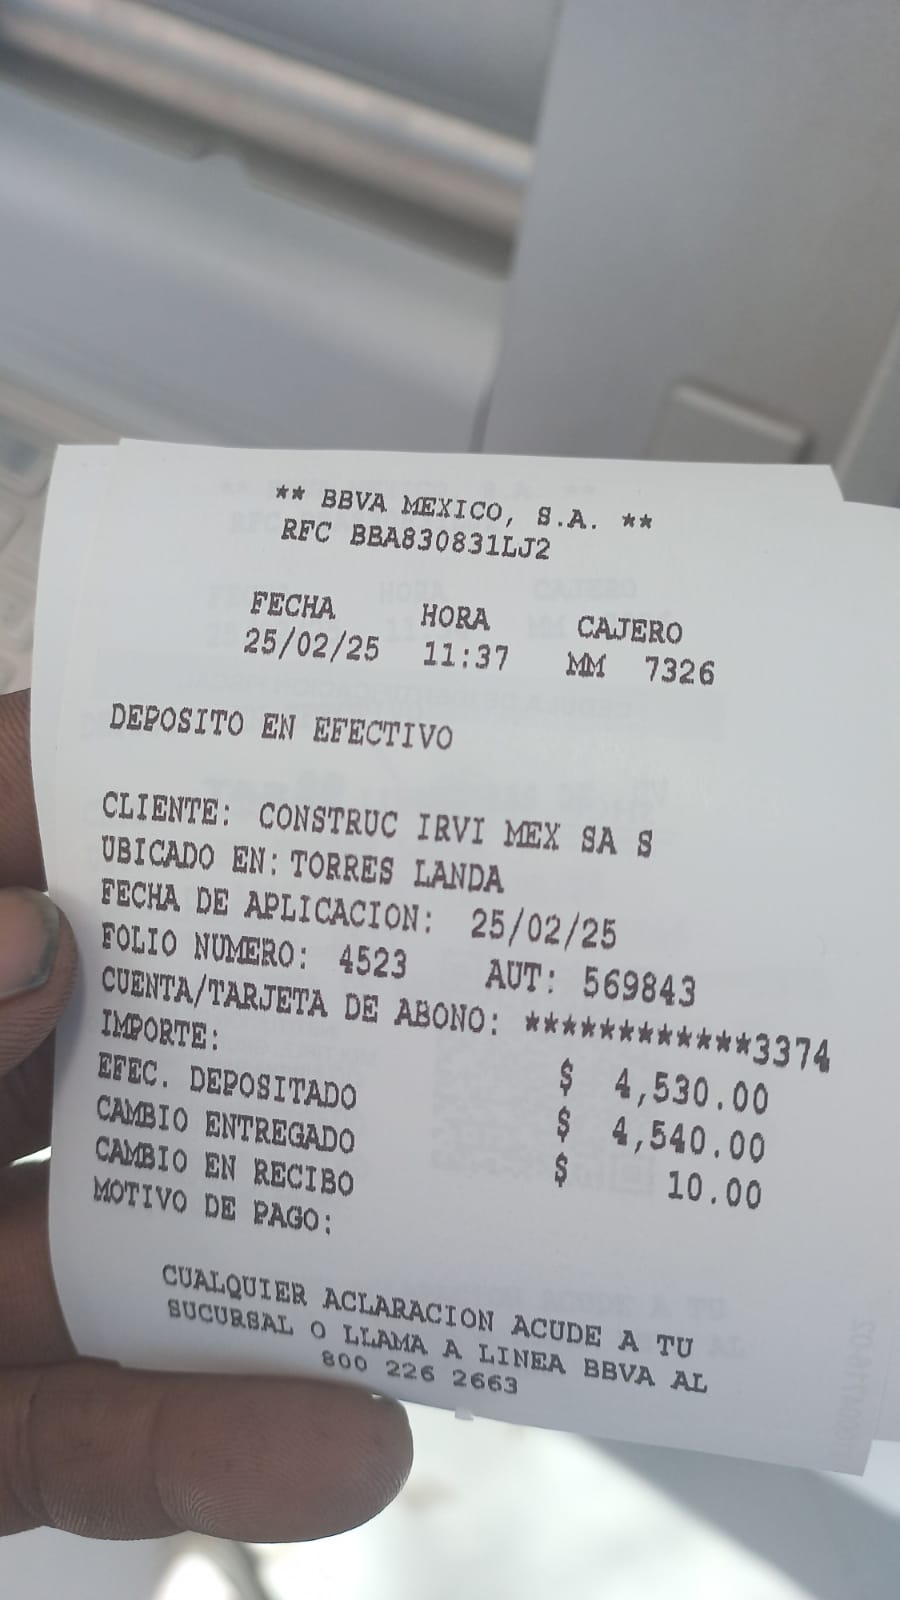 ** BBVA MEXICO, S.A. **
RFC BBA830831LJ2
FECHA HORA CAJERO
25/02/25 11:37 MM 7326
DEPOSITO EN EFECTIVO
CLIENTE: CONSTRUC IRVI MEX SA S
UBICADO EN: TORRES LANDA
FECHA DE APLICACION: 25/02/25
FOLIO NUMERO: 4523 AUT: 569843
CUENTA/TARJETA DE ABONO: ************3374
IMPORTE: $ 4,530.00
EFEC. DEPOSITADO $ 4,540.00
CAMBIO ENTREGADO $ 10.00
CAMBIO EN RECIBO
MOTIVO DE PAGO:
CUALQUIER ACLARACION ACUDE A TU
SUCURSAL O LLAMA A LINEA BBVA AL
800 226 2663